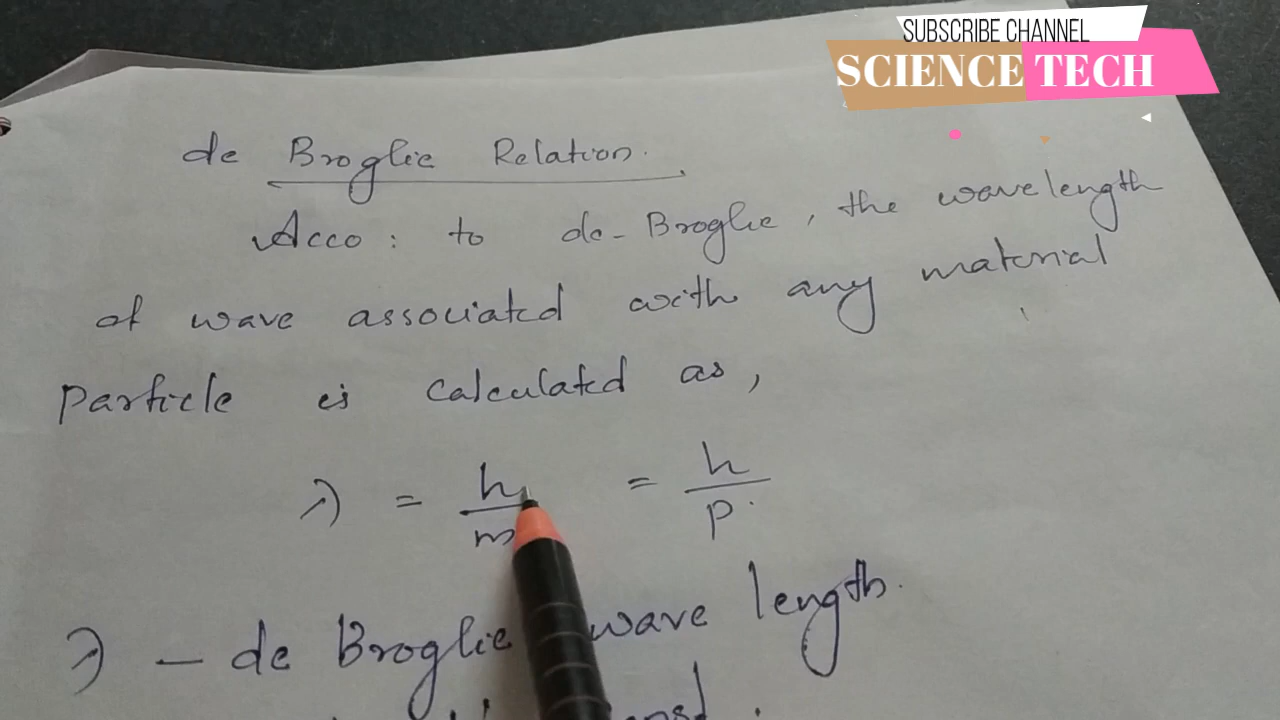 SUBSCRIBE CHANNEL
SCIENCE TECH
de Broglie Relation.
Acco: to de-Broglie, the wavelength
of wave associated with any material
particle is calculated as,
λ = h/m = h/p.
λ – de Broglie wave length.